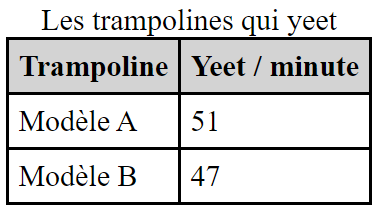 Les trampolines qui yeet
Trampoline Yeet / minute
Modèle A 51
Modèle B 47